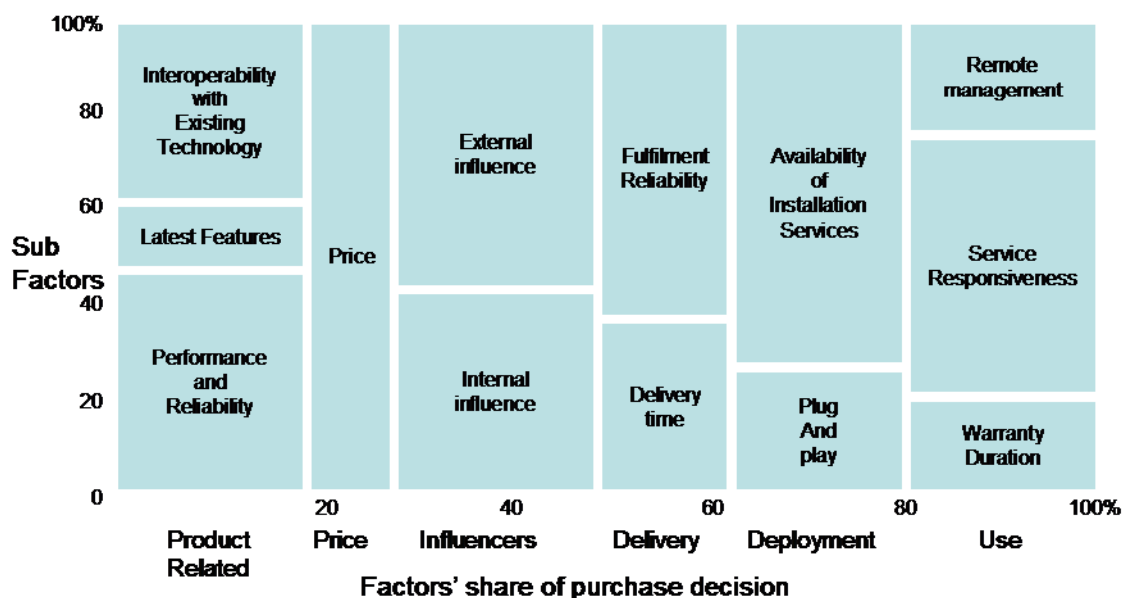 100%
80
60
40
20
0
Sub
Factors
Interoperability
with
Existing
Technology
Latest Features
Performance
and
Reliability
Price
External
influence
Internal
influence
Fulfilment
Reliability
Delivery
time
Availability
of
Installation
Services
Plug
And
play
Remote
management
Service
Responsiveness
Warranty
Duration
20
40
60
80
100%
Product
Related
Price
Influencers
Delivery
Deployment
Use
Factors' share of purchase decision